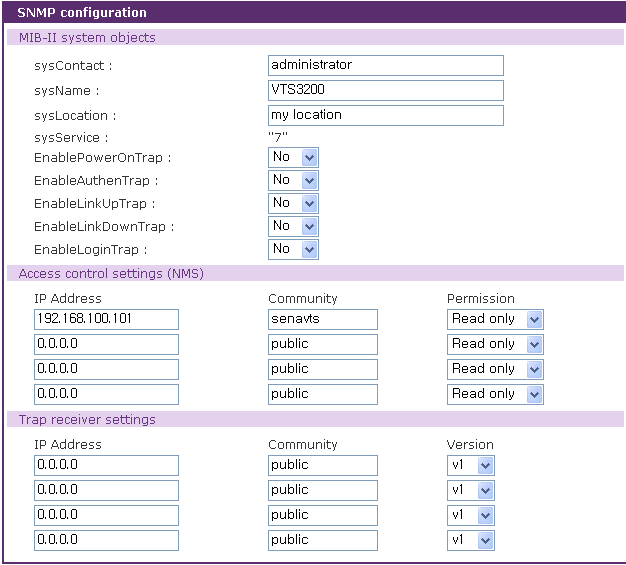 SNMP configuration
MIB-II system objects
sysContact : administrator
sysName : VTS3200
sysLocation : my location
sysService : "7"
EnablePowerOnTrap : No
EnableAuthenTrap : No
EnableLinkUpTrap : No
EnableLinkDownTrap : No
EnableLoginTrap : No
Access control settings (NMS)
IP Address Community Permission
192.168.100.101 senavts Read only
0.0.0.0 public Read only
0.0.0.0 public Read only
0.0.0.0 public Read only
Trap receiver settings
IP Address Community Version
0.0.0.0 public v1
0.0.0.0 public v1
0.0.0.0 public v1
0.0.0.0 public v1